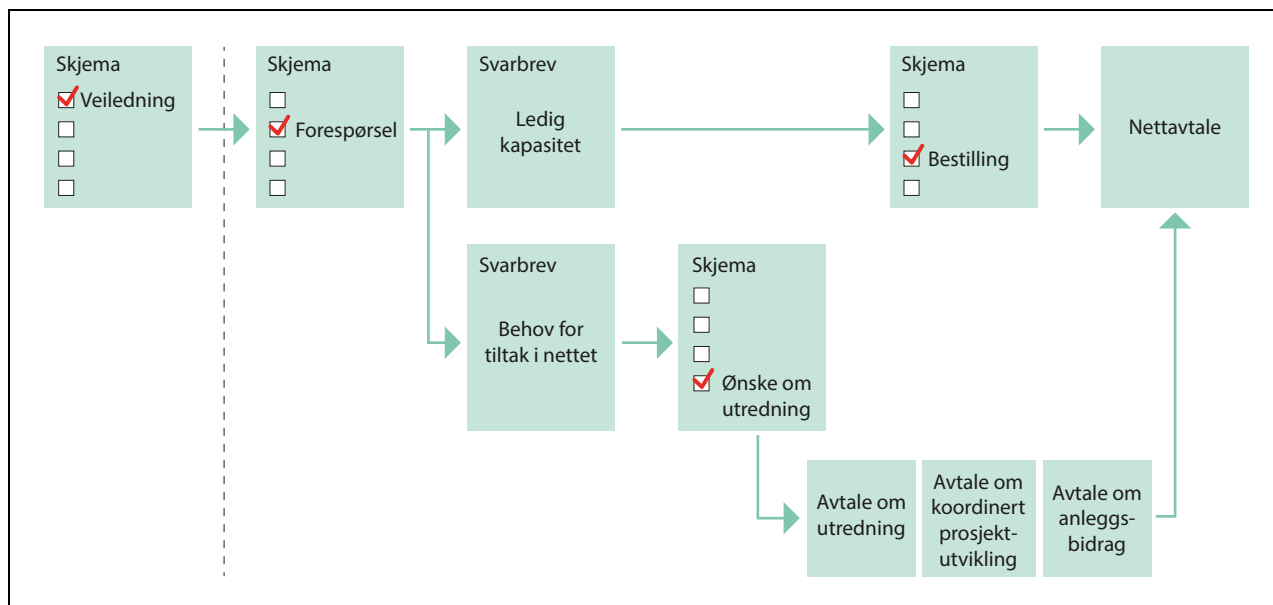 Skjema
Veiledning
Skjema
Forespørsel
Svarbrev
Ledig
kapasitet
Skjema
Bestilling
Nettavtale
Svarbrev
Behov for
tiltak i nettet
Skjema
Ønske om
utredning
Avtale om
utredning
Avtale om
koordinert
prosjekt-
utvikling
Avtale om
anleggs-
bidrag